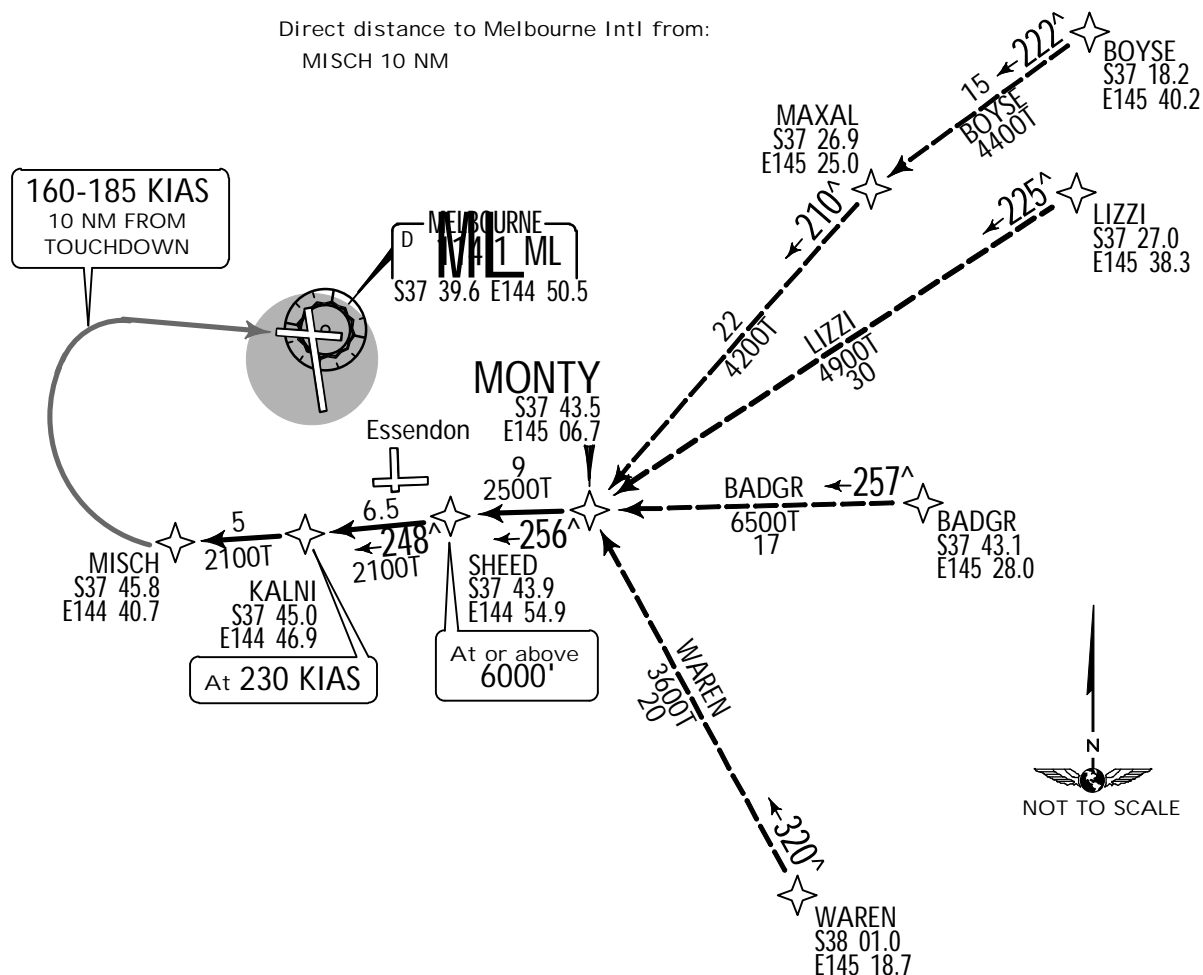 Direct distance to Melbourne Intl from:
MISCH 10 NM
222^
BOYSE
S37 18.2
E145 40.2
15
BOYSE
4400T
MAXAL
S37 26.9
E145 25.0
210^
22
4200T
225^
LIZZI
S37 27.0
E145 38.3
LIZZI
4900T
30
160-185 KIAS
10 NM FROM
TOUCHDOWN
D
MELBOURNE
ML
ML
S37 39.6 E144 50.5
MONTY
S37 43.5
E145 06.7
Essendon
9
2500T
256^
6.5
248^
2100T
5
2100T
BADGR
6500T
17
257^
BADGR
S37 43.1
E145 28.0
MISCH
S37 45.8
E144 40.7
KALNI
S37 45.0
E144 46.9
SHEED
S37 43.9
E144 54.9
At 230 KIAS
At or above
6000'
WAREN
3600T
20
320^
WAREN
S38 01.0
E145 18.7
N
NOT TO SCALE